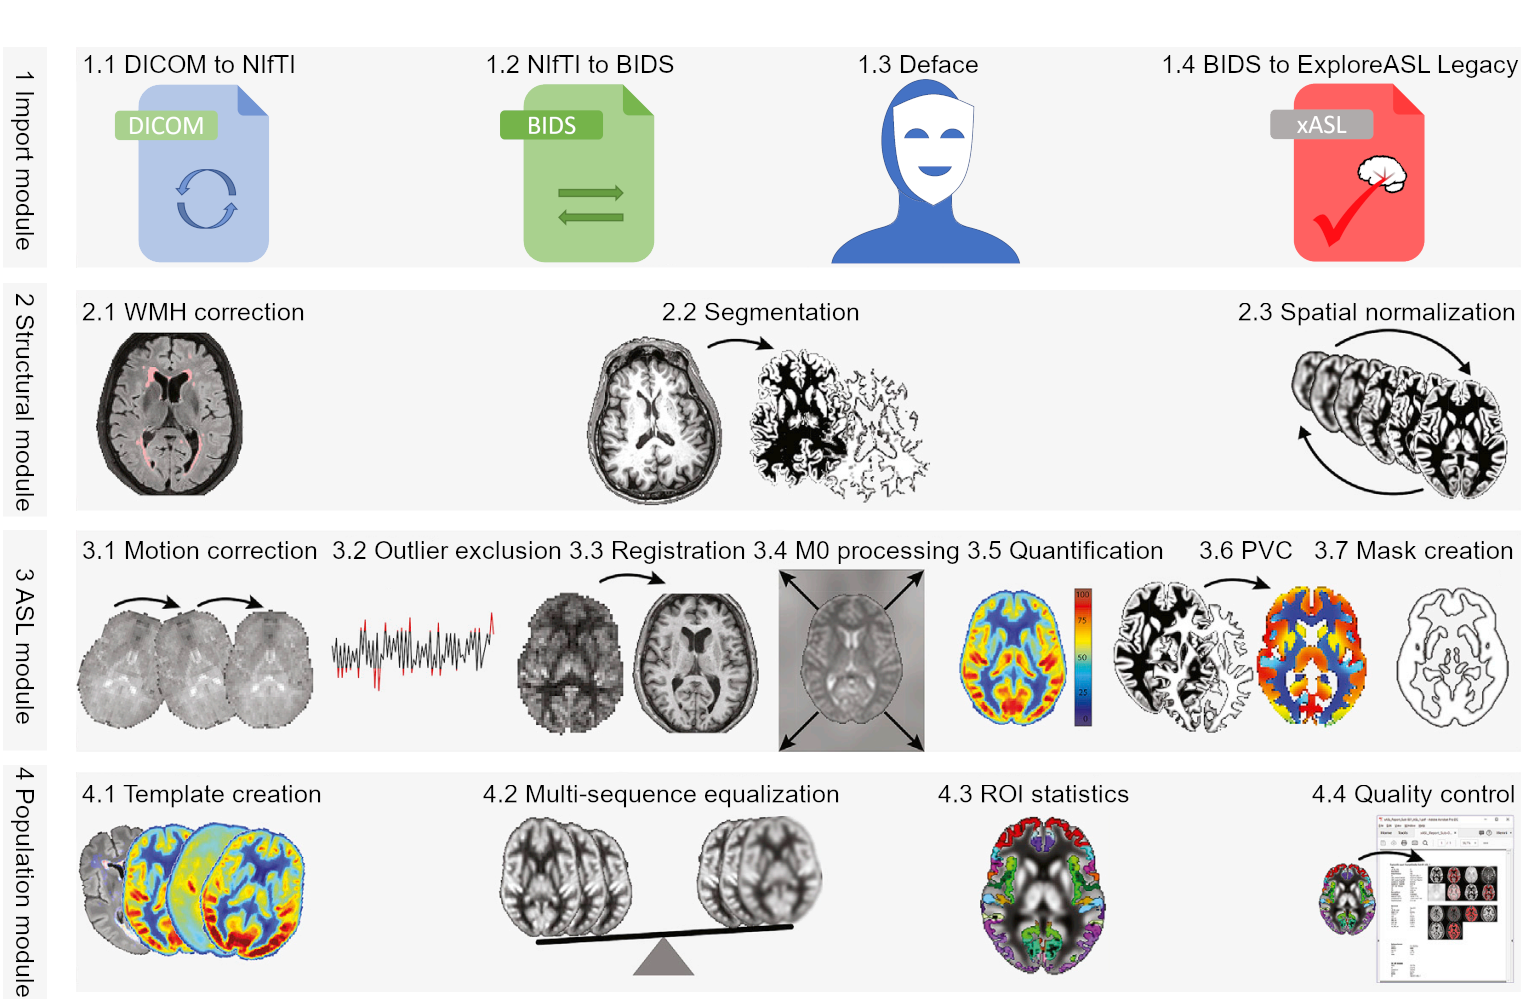 1 Import module
1.1 DICOM to NIfTI
1.2 NIfTI to BIDS
1.3 Deface
1.4 BIDS to ExploreASL Legacy
DICOM
BIDS
xASL
2 Structural module
2.1 WMH correction
2.2 Segmentation
2.3 Spatial normalization
3 ASL module
3.1 Motion correction
3.2 Outlier exclusion
3.3 Registration
3.4 M0 processing
3.5 Quantification
3.6 PVC
3.7 Mask creation
100
75
50
25
0
4 Population module
4.1 Template creation
4.2 Multi-sequence equalization
4.3 ROI statistics
4.4 Quality control